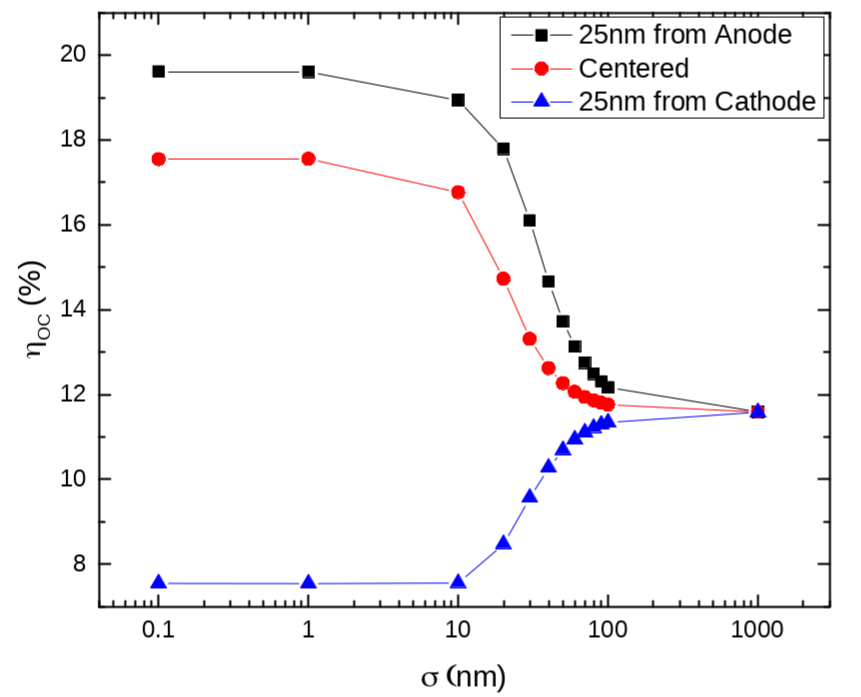 25nm from Anode
Centered
25nm from Cathode
20
18
16
14
12
10
8
ηOC (%)
0.1 1 10 100 1000
σ (nm)